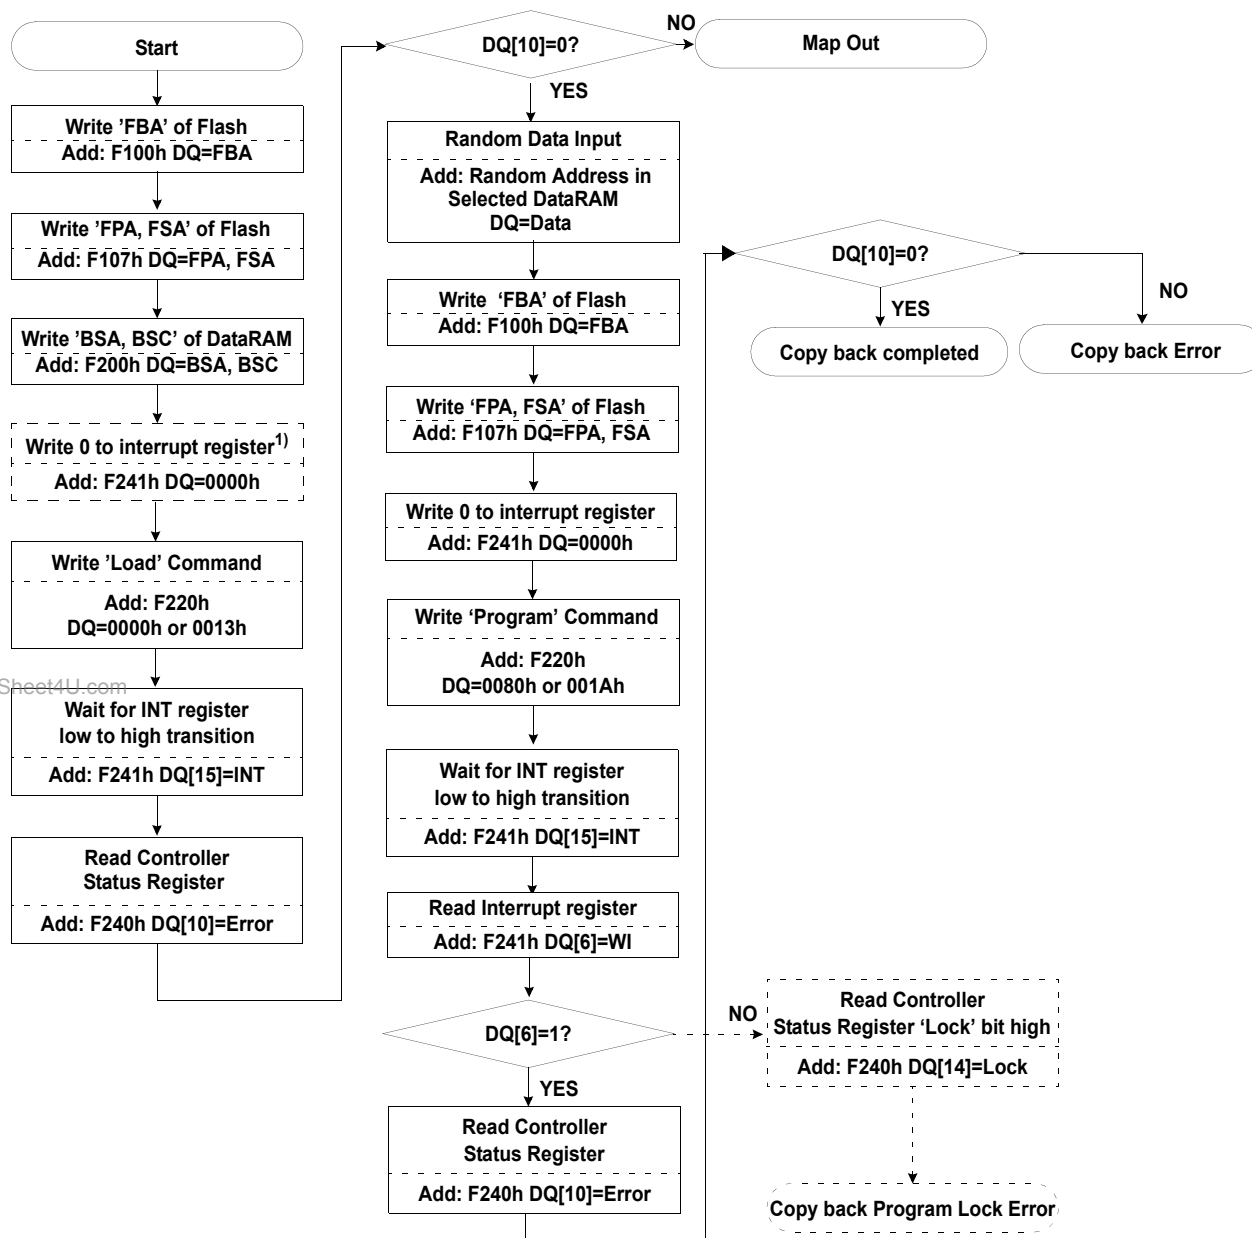 Start
Write ’FBA’ of Flash
Add: F100h DQ=FBA
Write ’FPA, FSA’ of Flash
Add: F107h DQ=FPA, FSA
Write ’BSA, BSC’ of DataRAM
Add: F200h DQ=BSA, BSC
Write 0 to interrupt register1)
Add: F241h DQ=0000h
Write ’Load’ Command
Add: F220h
DQ=0000h or 0013h
Sheet4U.com
Wait for INT register
low to high transition
Add: F241h DQ[15]=INT
Read Controller
Status Register
Add: F240h DQ[10]=Error
DQ[10]=0?
NO
Map Out
YES
Random Data Input
Add: Random Address in
Selected DataRAM
DQ=Data
Write ‘FBA’ of Flash
Add: F100h DQ=FBA
Write ‘FPA, FSA’ of Flash
Add: F107h DQ=FPA, FSA
Write 0 to interrupt register
Add: F241h DQ=0000h
Write ‘Program’ Command
Add: F220h
DQ=0080h or 001Ah
Wait for INT register
low to high transition
Add: F241h DQ[15]=INT
Read Interrupt register
Add: F241h DQ[6]=WI
DQ[6]=1?
NO
YES
Read Controller
Status Register
Add: F240h DQ[10]=Error
DQ[10]=0?
YES
NO
Copy back completed
Copy back Error
Read Controller
Status Register ‘Lock’ bit high
Add: F240h DQ[14]=Lock
Copy back Program Lock Error